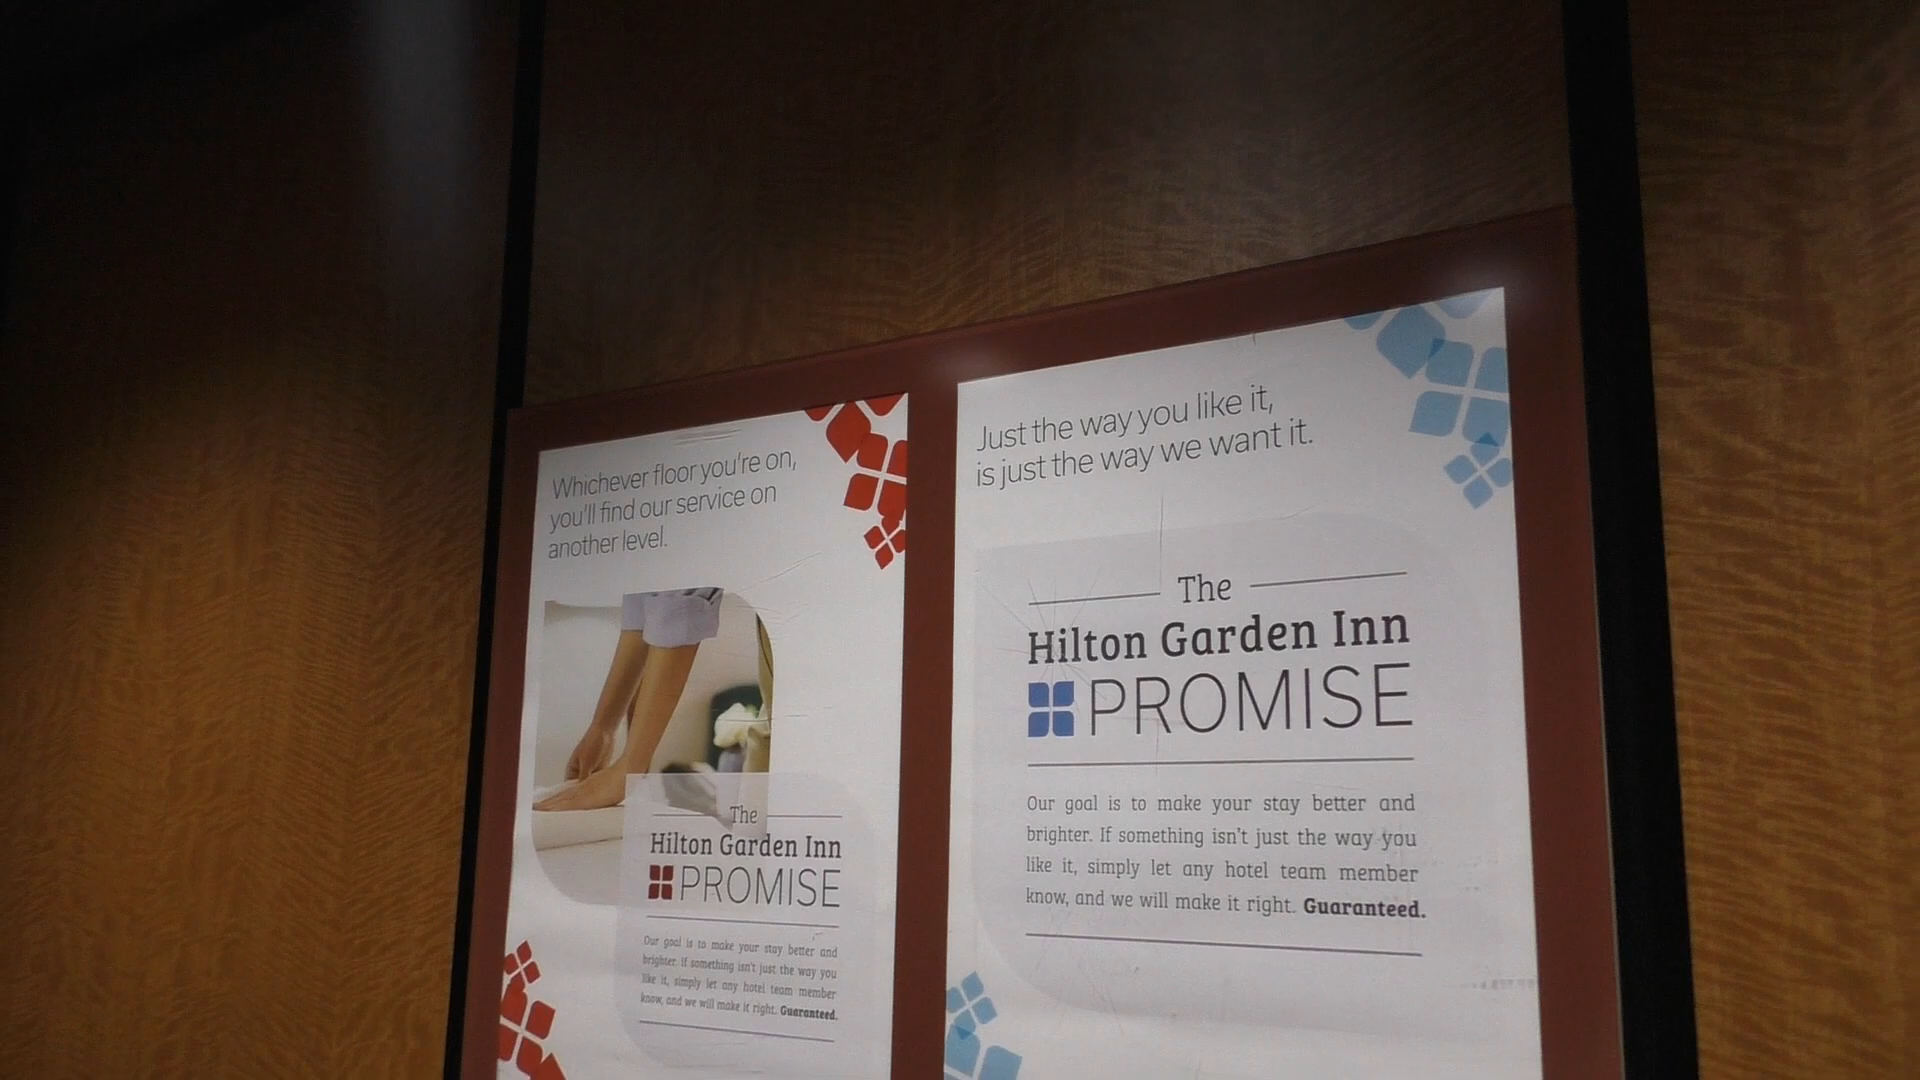 Whichever floor you're on,
you'll find our service on
another level.
The
Hilton Garden Inn
PROMISE
Our goal is to make your stay better and
brighter. If something isn't just the way you
like it, simply let any hotel team member
know, and we will make it right. Guaranteed.
Just the way you like it,
is just the way we want it.
The
Hilton Garden Inn
PROMISE
Our goal is to make your stay better and
brighter. If something isn't just the way you
like it, simply let any hotel team member
know, and we will make it right. Guaranteed.